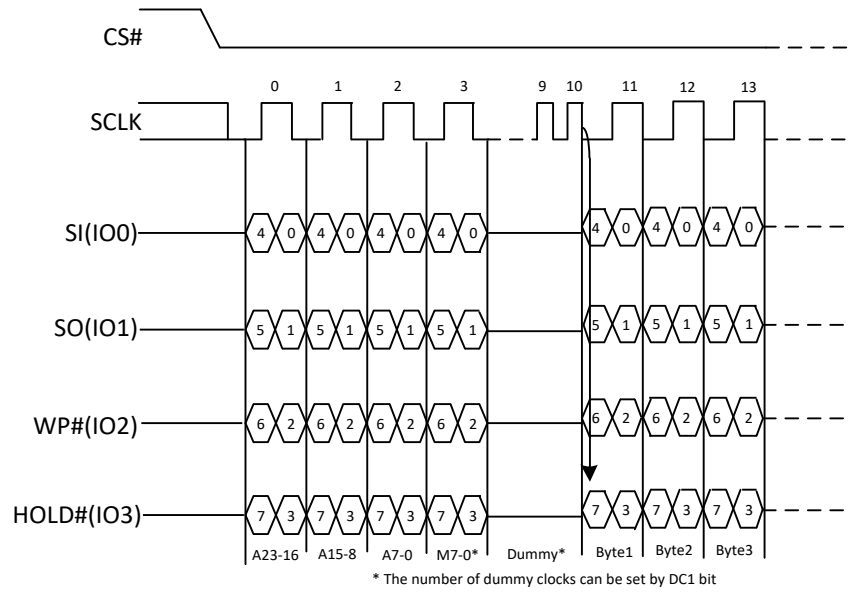 CS#
0 1 2 3 9 10 11 12 13
SCLK
SI(IO0) 4 0 4 0 4 0 4 0 4 0 4 0 4 0
SO(IO1) 5 1 5 1 5 1 5 1 5 1 5 1 5 1
WP#(IO2) 6 2 6 2 6 2 6 2 6 2 6 2 6 2
HOLD#(IO3) 7 3 7 3 7 3 7 3 7 3 7 3 7 3
A23-16 A15-8 A7-0 M7-0* Dummy* Byte1 Byte2 Byte3
* The number of dummy clocks can be set by DC1 bit